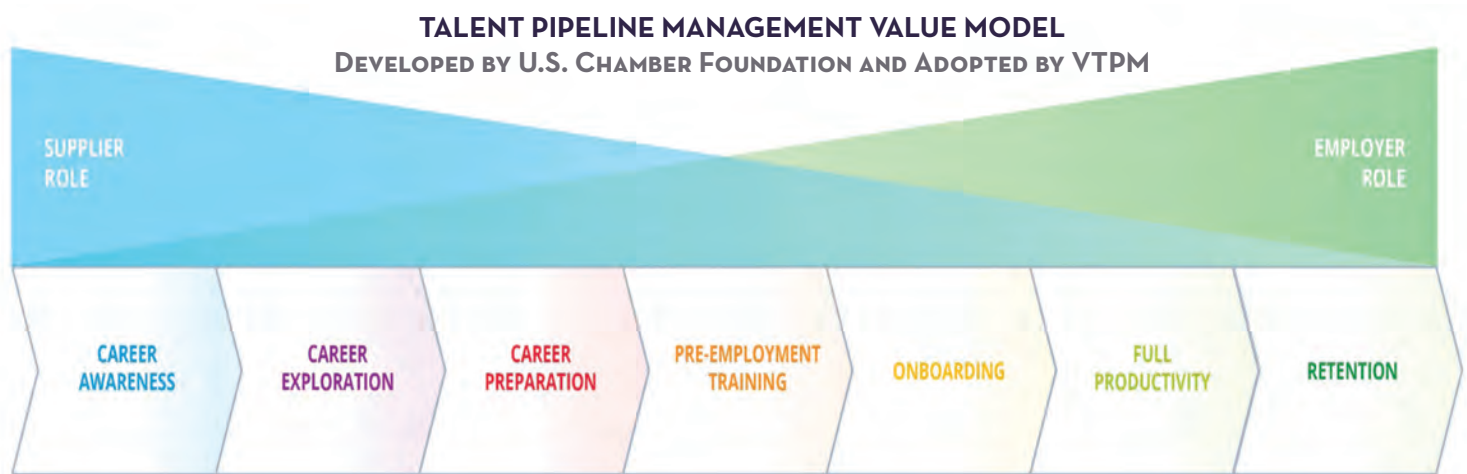 TALENT PIPELINE MANAGEMENT VALUE MODEL
DEVELOPED BY U.S. CHAMBER FOUNDATION AND ADOPTED BY VTPM
SUPPLIER
ROLE
EMPLOYER
ROLE
CAREER
AWARENESS
CAREER
EXPLORATION
CAREER
PREPARATION
PRE-EMPLOYMENT
TRAINING
ONBOARDING
FULL
PRODUCTIVITY
RETENTION